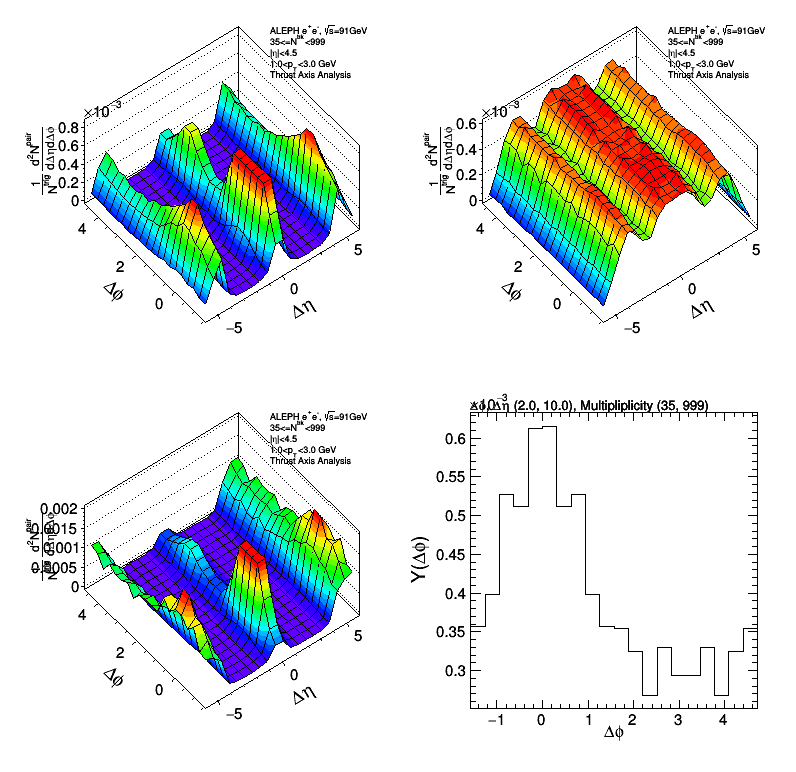 ALEPH e⁺e⁻, √s=91GeV
35<=N^trk<999
|η|<4.5
1.0<p_T<3.0 GeV
Thrust Axis Analysis
×10⁻³
1/N^trig d²N^pair/dΔηdΔφ
0.8
0.6
0.4
0.2
0
4
2
0
Δφ
−5
0
5
Δη
ALEPH e⁺e⁻, √s=91GeV
35<=N^trk<999
|η|<4.5
1.0<p_T<3.0 GeV
Thrust Axis Analysis
×10⁻³
1/N^trig d²N^pair/dΔηdΔφ
0.6
0.4
0.2
0
4
2
0
Δφ
−5
0
5
Δη
ALEPH e⁺e⁻, √s=91GeV
35<=N^trk<999
|η|<4.5
1.0<p_T<3.0 GeV
Thrust Axis Analysis
d²N^pair
dΔηdΔφ
0.002
0.0015
0.001
0.0005
0
4
2
0
Δφ
−5
0
5
Δη
Δφ, Δη (2.0, 10.0), Multipliplicity (35, 999)
Y(Δφ)
0.6
0.55
0.5
0.45
0.4
0.35
0.3
−1 0 1 2 3 4
Δφ